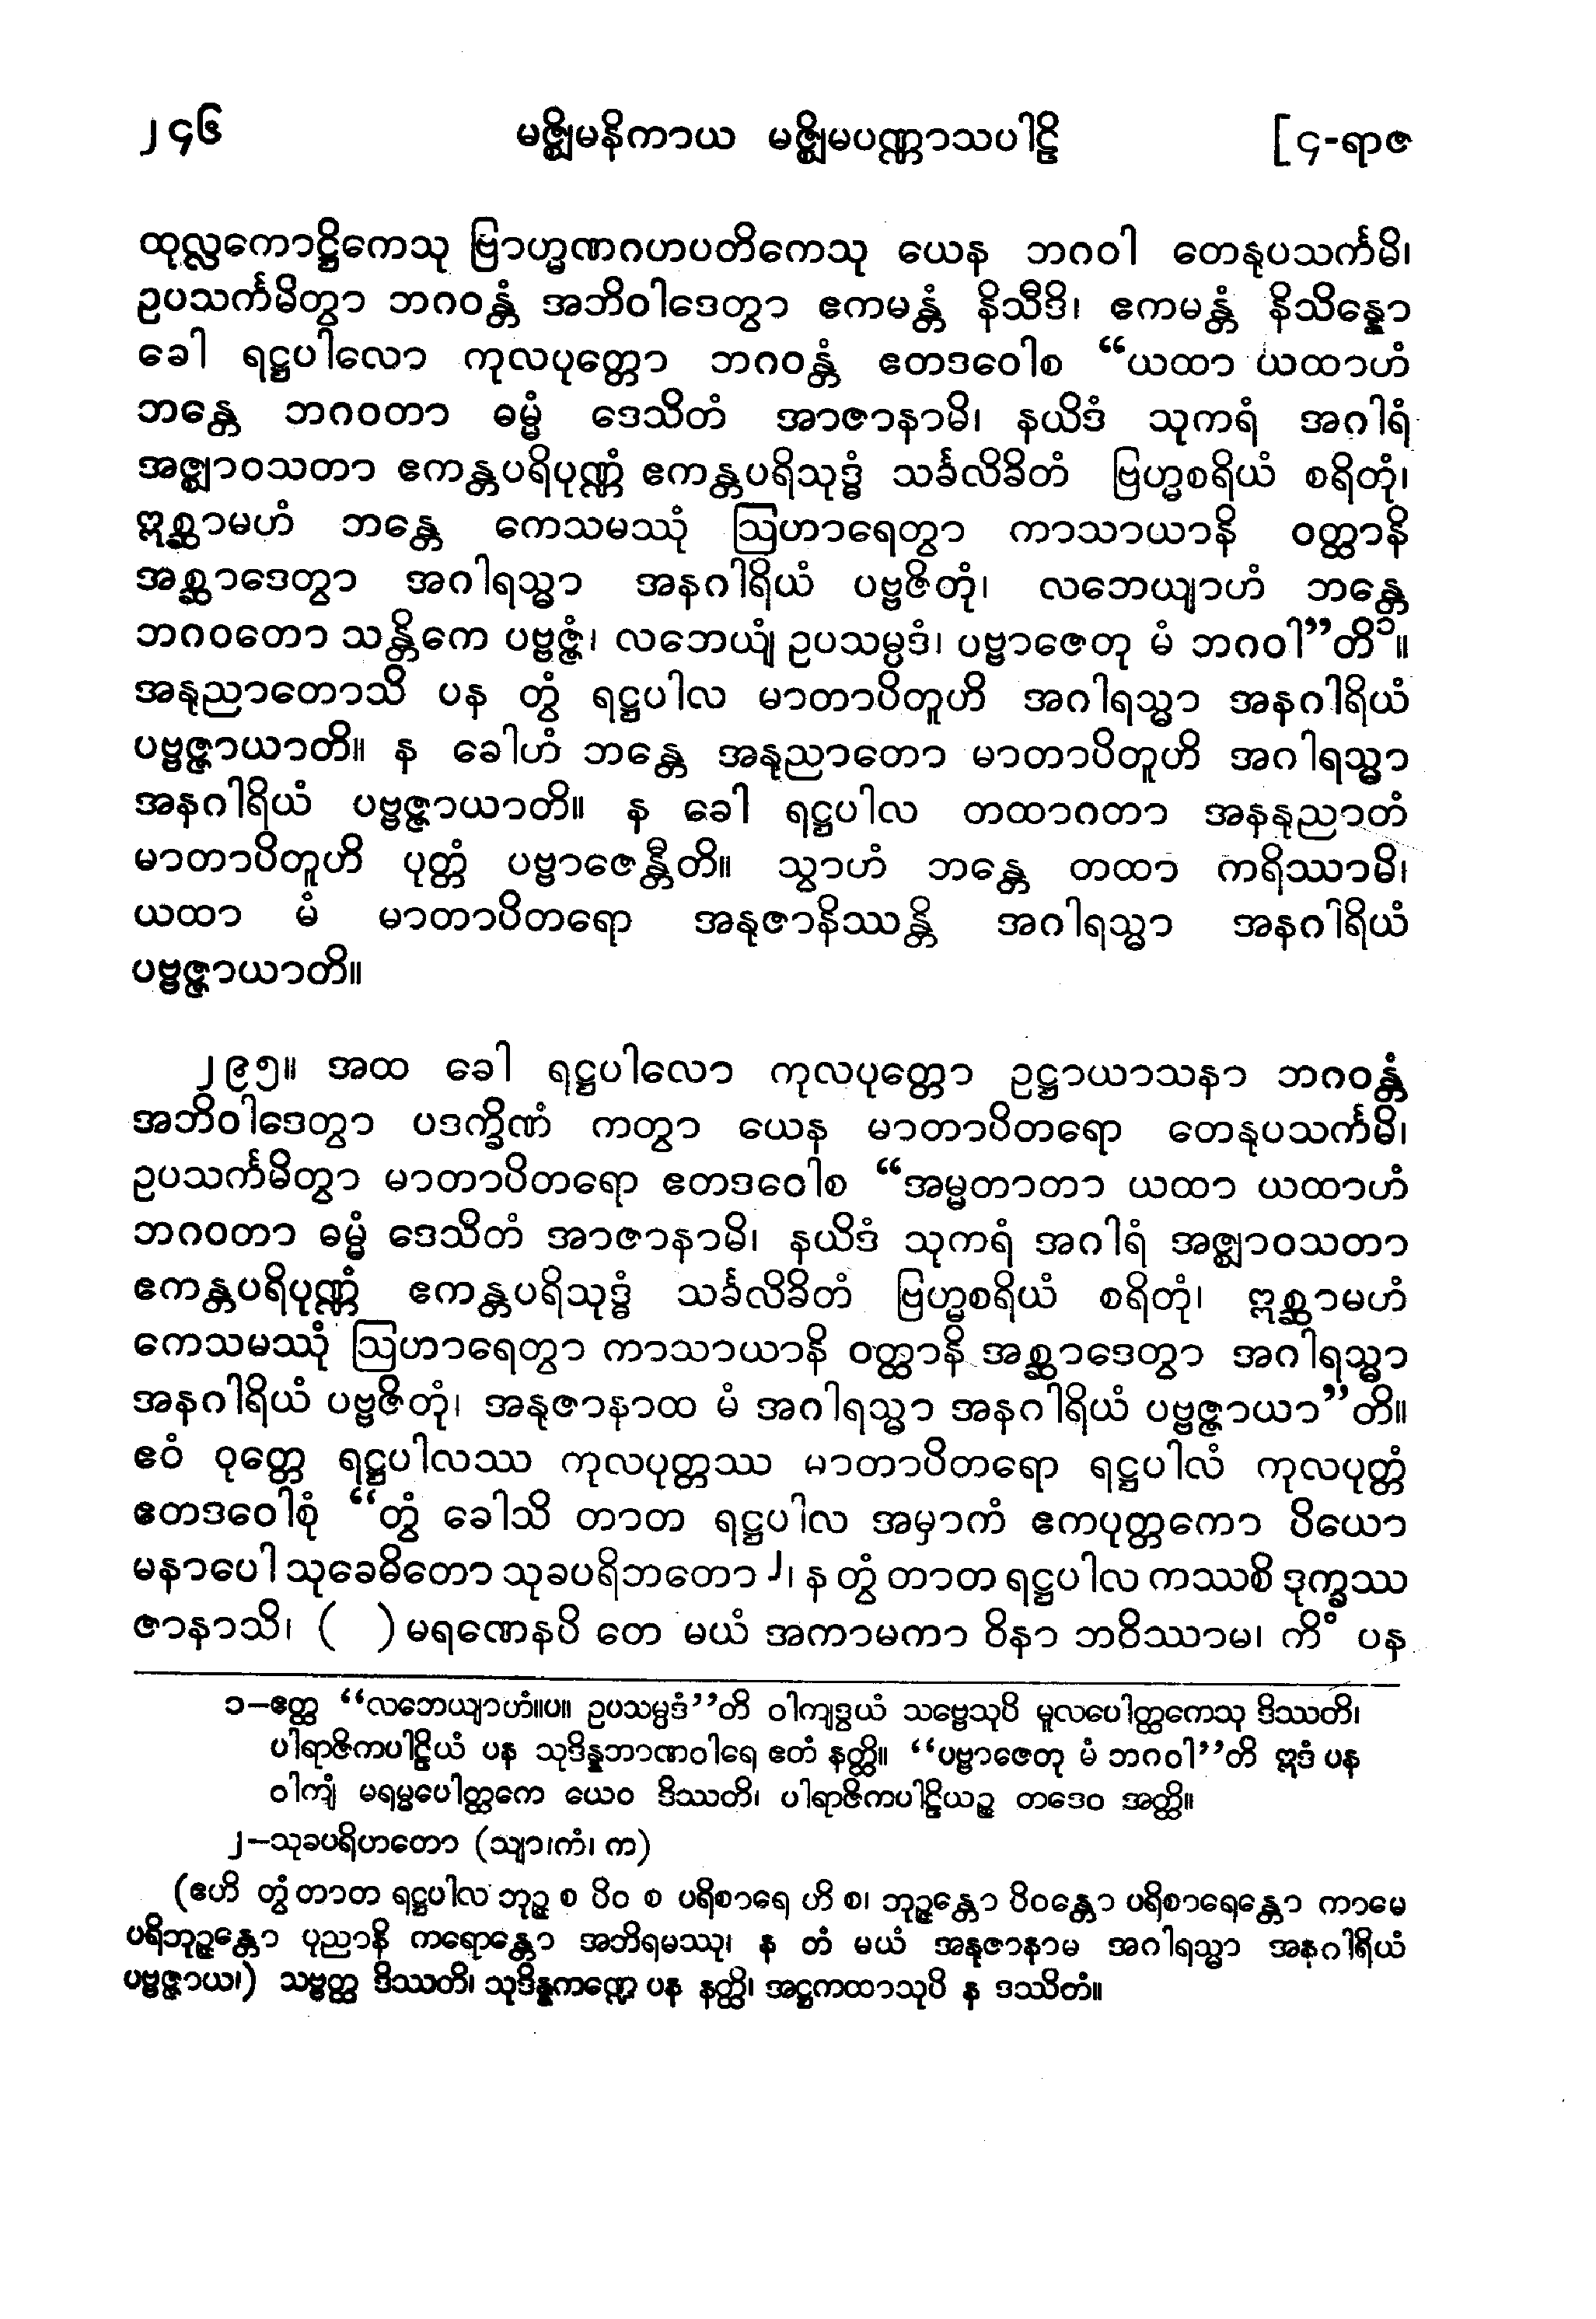 ၂၄၆ မဇ္ဈိမနိကာယ မဇ္ဈိမပဏ္ဏာသပါဠိ [၄-ရာဇ
ထုလ္လကောဋ္ဌိကေသု ဗြာဟ္မဏဂဟပတိကေသု ယေန ဘဂဝါ တေနုပသင်္ကမိ၊
ဥပသင်္ကမိတွာ ဘဂဝန္တံ အဘိဝါဒေတွာ ဧကမန္တံ နိသီဒိ၊ ဧကမန္တံ နိသိန္နော
ခေါ ရဋ္ဌပါလော ကုလပုတ္တော ဘဂဝန္တံ ဧတဒဝေါစ “ယထာ ယထာဟံ
ဘန္တေ ဘဂဝတာ ဓမ္မံ ဒေသိတံ အာဇာနာမိ၊ နယိဒံ သုကရံ အဂါရံ
အဇ္ဈာဝသတာ ဧကန္တပရိပုဏ္ဏံ ဧကန္တပရိသုဒ္ဓံ သင်္ခလိခိတံ ဗြဟ္မစရိယံ စရိတုံ၊
ဣစ္ဆာမဟံ ဘန္တေ ကေသမဿုံ ဩဟာရေတွာ ကာသာယာနိ ဝတ္ထာနိ
အစ္ဆာဒေတွာ အဂါရသ္မာ အနဂါရိယံ ပဗ္ဗဇိတုံ၊ လဘေယျာဟံ ဘန္တေ
ဘဂဝတော သန္တိကေ ပဗ္ဗဇ္ဇံ၊ လဘေယျံ ဥပသမ္ပဒံ၊ ပဗ္ဗာဇေတု မံ ဘဂဝါ”တိ၁။
အနုညာတောသိ ပန တွံ ရဋ္ဌပါလ မာတာပိတူဟိ အဂါရသ္မာ အနဂါရိယံ
ပဗ္ဗဇ္ဇာယာတိ။ န ခေါဟံ ဘန္တေ အနုညာတော မာတာပိတူဟိ အဂါရသ္မာ
အနဂါရိယံ ပဗ္ဗဇ္ဇာယာတိ။ န ခေါ ရဋ္ဌပါလ တထာဂတာ အနနုညာတံ
မာတာပိတူဟိ ပုတ္တံ ပဗ္ဗာဇေန္တီတိ။ သွာဟံ ဘန္တေ တထာ ကရိဿာမိ၊
ယထာ မံ မာတာပိတရော အနုဇာနိဿန္တိ အဂါရသ္မာ အနဂါရိယံ
ပဗ္ဗဇ္ဇာယာတိ။
၂၉၅။ အထ ခေါ ရဋ္ဌပါလော ကုလပုတ္တော ဥဋ္ဌာယာသနာ ဘဂဝန္တံ
အဘိဝါဒေတွာ ပဒက္ခိဏံ ကတွာ ယေန မာတာပိတရော တေနုပသင်္ကမိ၊
ဥပသင်္ကမိတွာ မာတာပိတရော ဧတဒဝေါစ “အမ္မတာတာ ယထာ ယထာဟံ
ဘဂဝတာ ဓမ္မံ ဒေသိတံ အာဇာနာမိ၊ နယိဒံ သုကရံ အဂါရံ အဇ္ဈာဝသတာ
ဧကန္တပရိပုဏ္ဏံ ဧကန္တပရိသုဒ္ဓံ သင်္ခလိခိတံ ဗြဟ္မစရိယံ စရိတုံ၊ ဣစ္ဆာမဟံ
ကေသမဿုံ ဩဟာရေတွာ ကာသာယာနိ ဝတ္ထာနိ အစ္ဆာဒေတွာ အဂါရသ္မာ
အနဂါရိယံ ပဗ္ဗဇိတုံ၊ အနုဇာနာထ မံ အဂါရသ္မာ အနဂါရိယံ ပဗ္ဗဇ္ဇာယာ”တိ။
ဧဝံ ဝုတ္တေ ရဋ္ဌပါလဿ ကုလပုတ္တဿ မာတာပိတရော ရဋ္ဌပါလံ ကုလပုတ္တံ
ဧတဒဝေါစုံ “တွံ ခေါသိ တာတ ရဋ္ဌပါလ အမှာကံ ဧကပုတ္တကော ပိယော
မနာပေါ သုခေဓိတော သုခပရိဘတော၂၊ န တွံ တာတ ရဋ္ဌပါလ ကဿစိ ဒုက္ခဿ
ဇာနာသိ၊ ( ) မရဏေနပိ တေ မယံ အကာမကာ ဝိနာ ဘဝိဿာမ၊ ကိံ ပန
၁–ဧတ္ထ “လဘေယျာဟံ။ပ။ ဥပသမ္ပဒံ”တိ ဝါကျဒွယံ သဗ္ဗေသုပိ မူလပေါတ္ထကေသု ဒိဿတိ၊
ပါရာဇိကပါဠိယံ ပန သုဒိန္နဘာဏဝါရေ ဧတံ နတ္ထိ။ “ပဗ္ဗာဇေတု မံ ဘဂဝါ”တိ ဣဒံ ပန
ဝါကျံ မရမ္မပေါတ္ထကေ ယေဝ ဒိဿတိ၊ ပါရာဇိကပါဠိယဉ္စ တဒေဝ အတ္ထိ။
၂–သုခပရိဟတော (သျာ၊ကံ၊ က)
(ဧဟိ တွံ တာတ ရဋ္ဌပါလ ဘုဉ္ဇ စ ပိဝ စ ပရိစာရေ ဟိ စ၊ ဘုဉ္ဇန္တော ပိဝန္တော ပရိစာရေန္တော ကာမေ
ပရိဘုဉ္ဇန္တော ပုညာနိ ကရောန္တော အဘိရမဿု၊ န တံ မယံ အနုဇာနာမ အဂါရသ္မာ အနဂါရိယံ
ပဗ္ဗဇ္ဇာယ၊) သဗ္ဗတ္ထ ဒိဿတိ၊ သုဒိန္နကဏ္ဍေ ပန နတ္ထိ၊ အဋ္ဌကထာသုပိ န ဒဿိတံ။